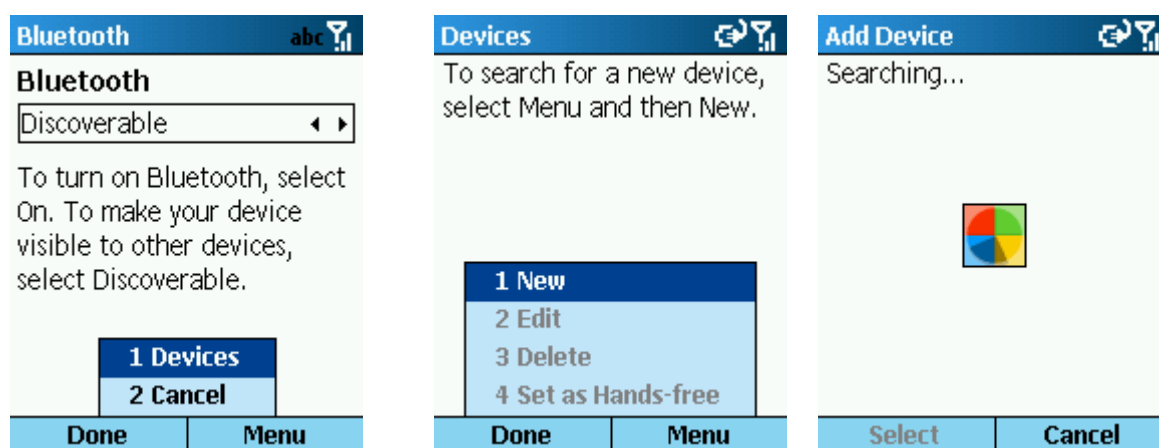 Bluetooth abc
Bluetooth
Discoverable
To turn on Bluetooth, select
On. To make your device
visible to other devices,
select Discoverable.
1 Devices
2 Cancel
Done Menu
Devices
To search for a new device,
select Menu and then New.
1 New
2 Edit
3 Delete
4 Set as Hands-free
Done Menu
Add Device
Searching...
Select Cancel